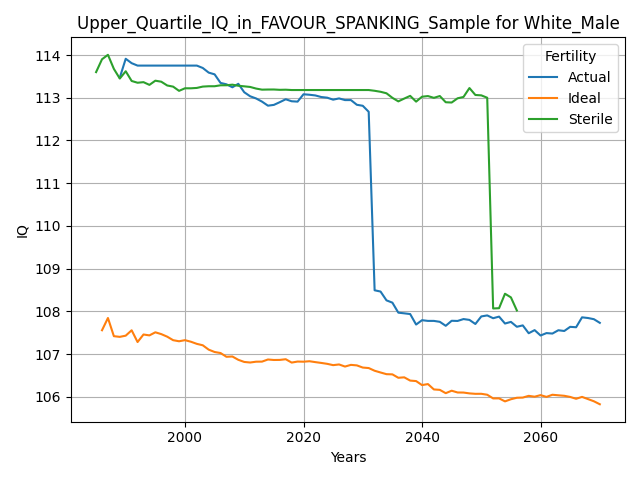 Upper_Quartile_IQ_in_FAVOUR_SPANKING_Sample for White_Male
Fertility
Actual
Ideal
Sterile
IQ
114
113
112
111
110
109
108
107
106
2000
2020
2040
2060
Years